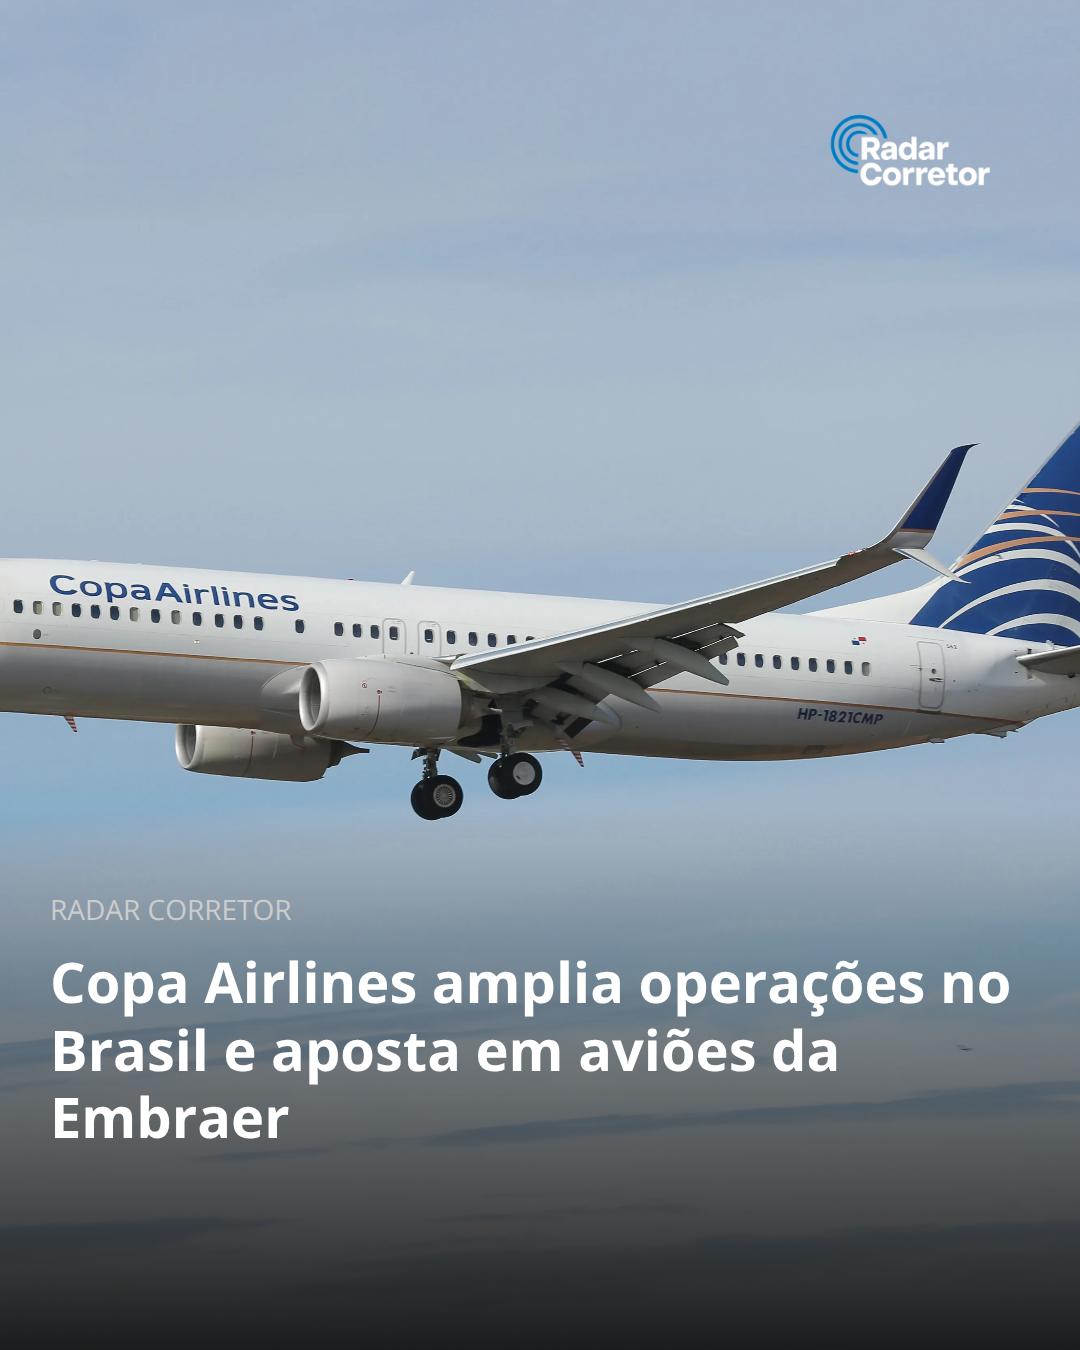 Radar
Corretor
CopaAirlines
HP-1821CMP
RADAR CORRETOR
Copa Airlines amplia operações no
Brasil e aposta em aviões da
Embraer